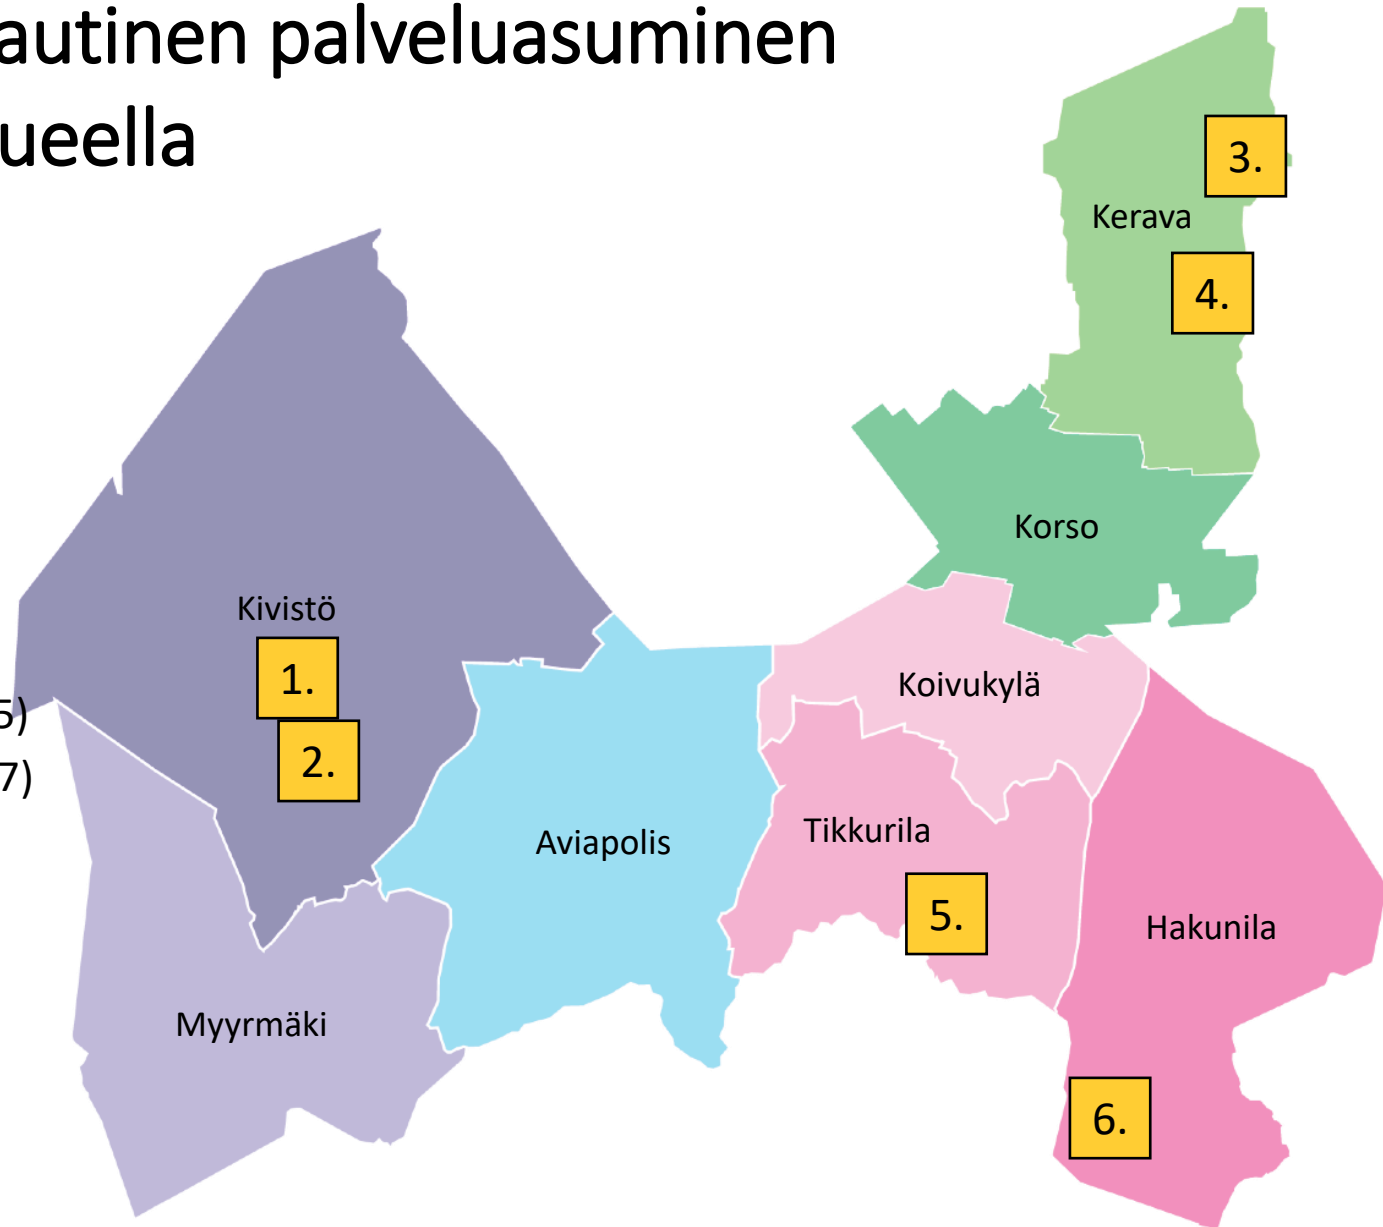 autinen palveluasuminen
ueella
3.
Kerava
4.
Korso
Kivistö
1.
Koivukylä
5)
2.
7)
Tikkurila
Aviapolis
5.
Hakunila
Myyrmäki
6.